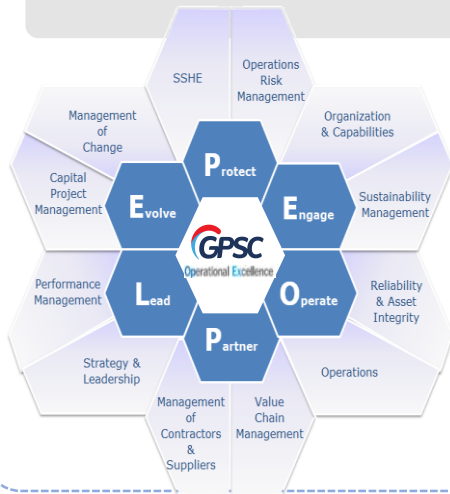 SSHE
Operations
Risk
Management
Organization
& Capabilities
Sustainability
Management
Reliability
& Asset
Integrity
Operations
Value
Chain
Management
Management
of
Contractors
&
Suppliers
Strategy &
Leadership
Performance
Management
Capital
Project
Management
Management
of
Change
Protect
Engage
Operate
Partner
Lead
Evolve
GPSC
Operational Excellence